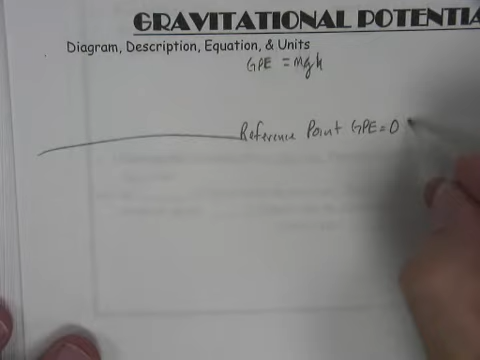 GRAVITATIONAL POTENTIA
Diagram, Description, Equation, & Units
GPE = mgh
Reference Point GPE = 0